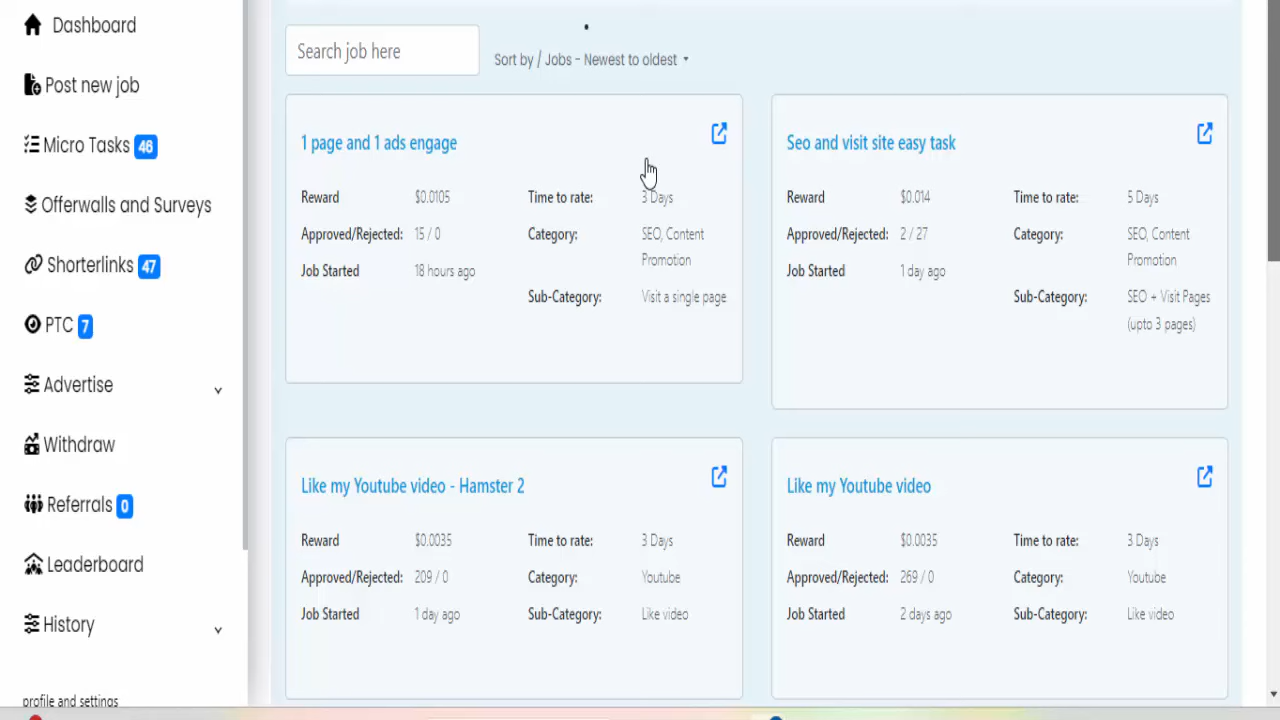 Dashboard
Post new job
Micro Tasks 46
Offerwalls and Surveys
Shorterlinks 47
PTC 7
Advertise
Withdraw
Referrals 0
Leaderboard
History
profile and settings
Search job here
Sort by / Jobs - Newest to oldest
1 page and 1 ads engage
Reward $0.0105 Time to rate: 3 Days
Approved/Rejected: 15 / 0 Category: SEO, Content
Promotion
Job Started 18 hours ago
Sub-Category: Visit a single page
Seo and visit site easy task
Reward $0.014 Time to rate: 5 Days
Approved/Rejected: 2 / 27 Category: SEO, Content
Promotion
Job Started 1 day ago
Sub-Category: SEO + Visit Pages
(upto 3 pages)
Like my Youtube video - Hamster 2
Reward $0.0035 Time to rate: 3 Days
Approved/Rejected: 209 / 0 Category: Youtube
Job Started 1 day ago Sub-Category: Like video
Like my Youtube video
Reward $0.0035 Time to rate: 3 Days
Approved/Rejected: 269 / 0 Category: Youtube
Job Started 2 days ago Sub-Category: Like video